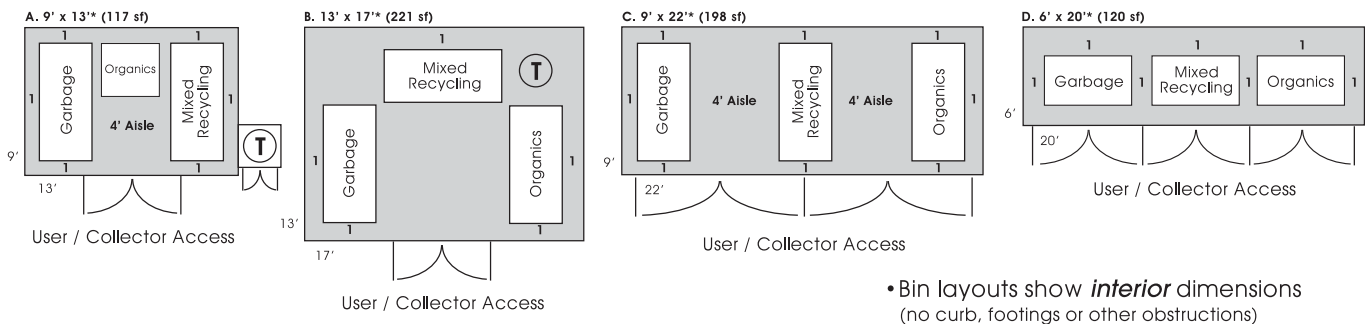 A. 9' x 13'* (117 sf)
1
1
Garbage
Organics
Mixed
Recycling
1
1
4' Aisle
1
1
T
9'
13'
User / Collector Access
B. 13' x 17'* (221 sf)
1
Mixed
Recycling
T
1
Garbage
Organics
1
1
1
13'
17'
User / Collector Access
C. 9' x 22'* (198 sf)
1
1
1
Garbage
4' Aisle
Mixed
Recycling
4' Aisle
Organics
1
1
1
1
1
9'
22'
User / Collector Access
D. 6' x 20'* (120 sf)
1
1
1
1
Garbage
1
Mixed
Recycling
1
Organics
1
6'
20'
User / Collector Access
• Bin layouts show interior dimensions
(no curb, footings or other obstructions)